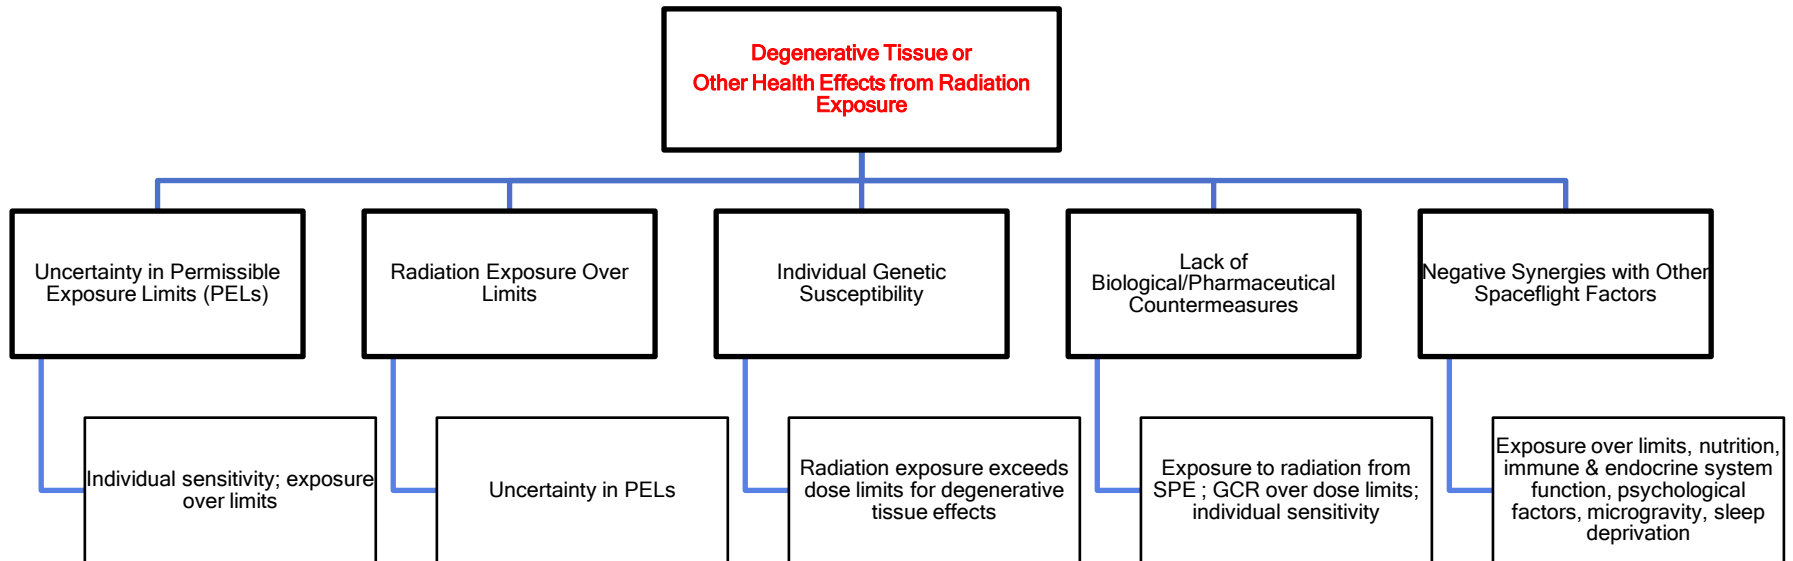 Degenerative Tissue or
Other Health Effects from Radiation
Exposure
Uncertainty in Permissible
Exposure Limits (PELs)
Radiation Exposure Over
Limits
Individual Genetic
Susceptibility
Lack of
Biological/Pharmaceutical
Countermeasures
Negative Synergies with Other
Spaceflight Factors
Individual sensitivity; exposure
over limits
Uncertainty in PELs
Radiation exposure exceeds
dose limits for degenerative
tissue effects
Exposure to radiation from
SPE ; GCR over dose limits;
individual sensitivity
Exposure over limits, nutrition,
immune & endocrine system
function, psychological
factors, microgravity, sleep
deprivation